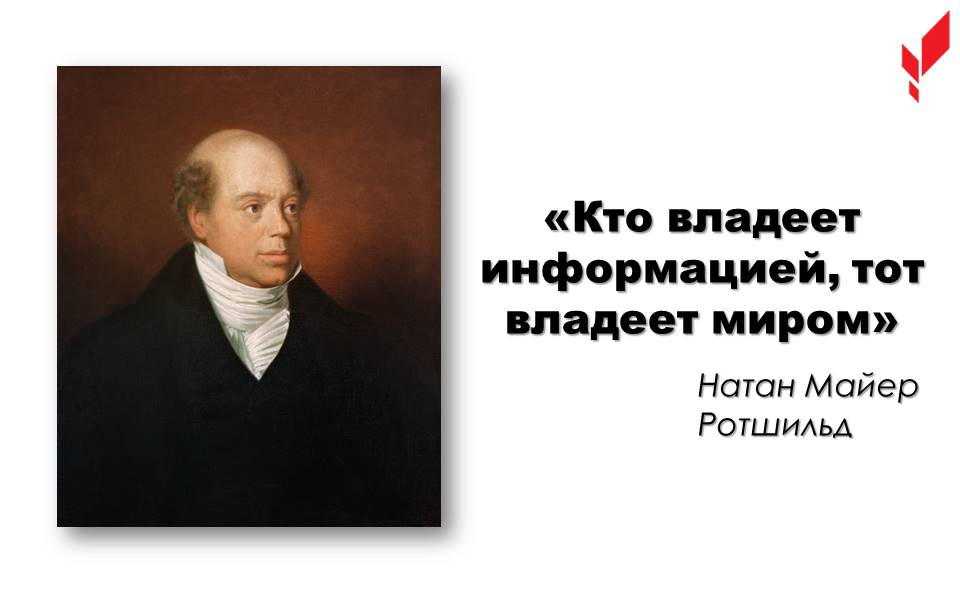 «Кто владеет
информацией, тот
владеет миром»
Натан Майер
Ротшильд